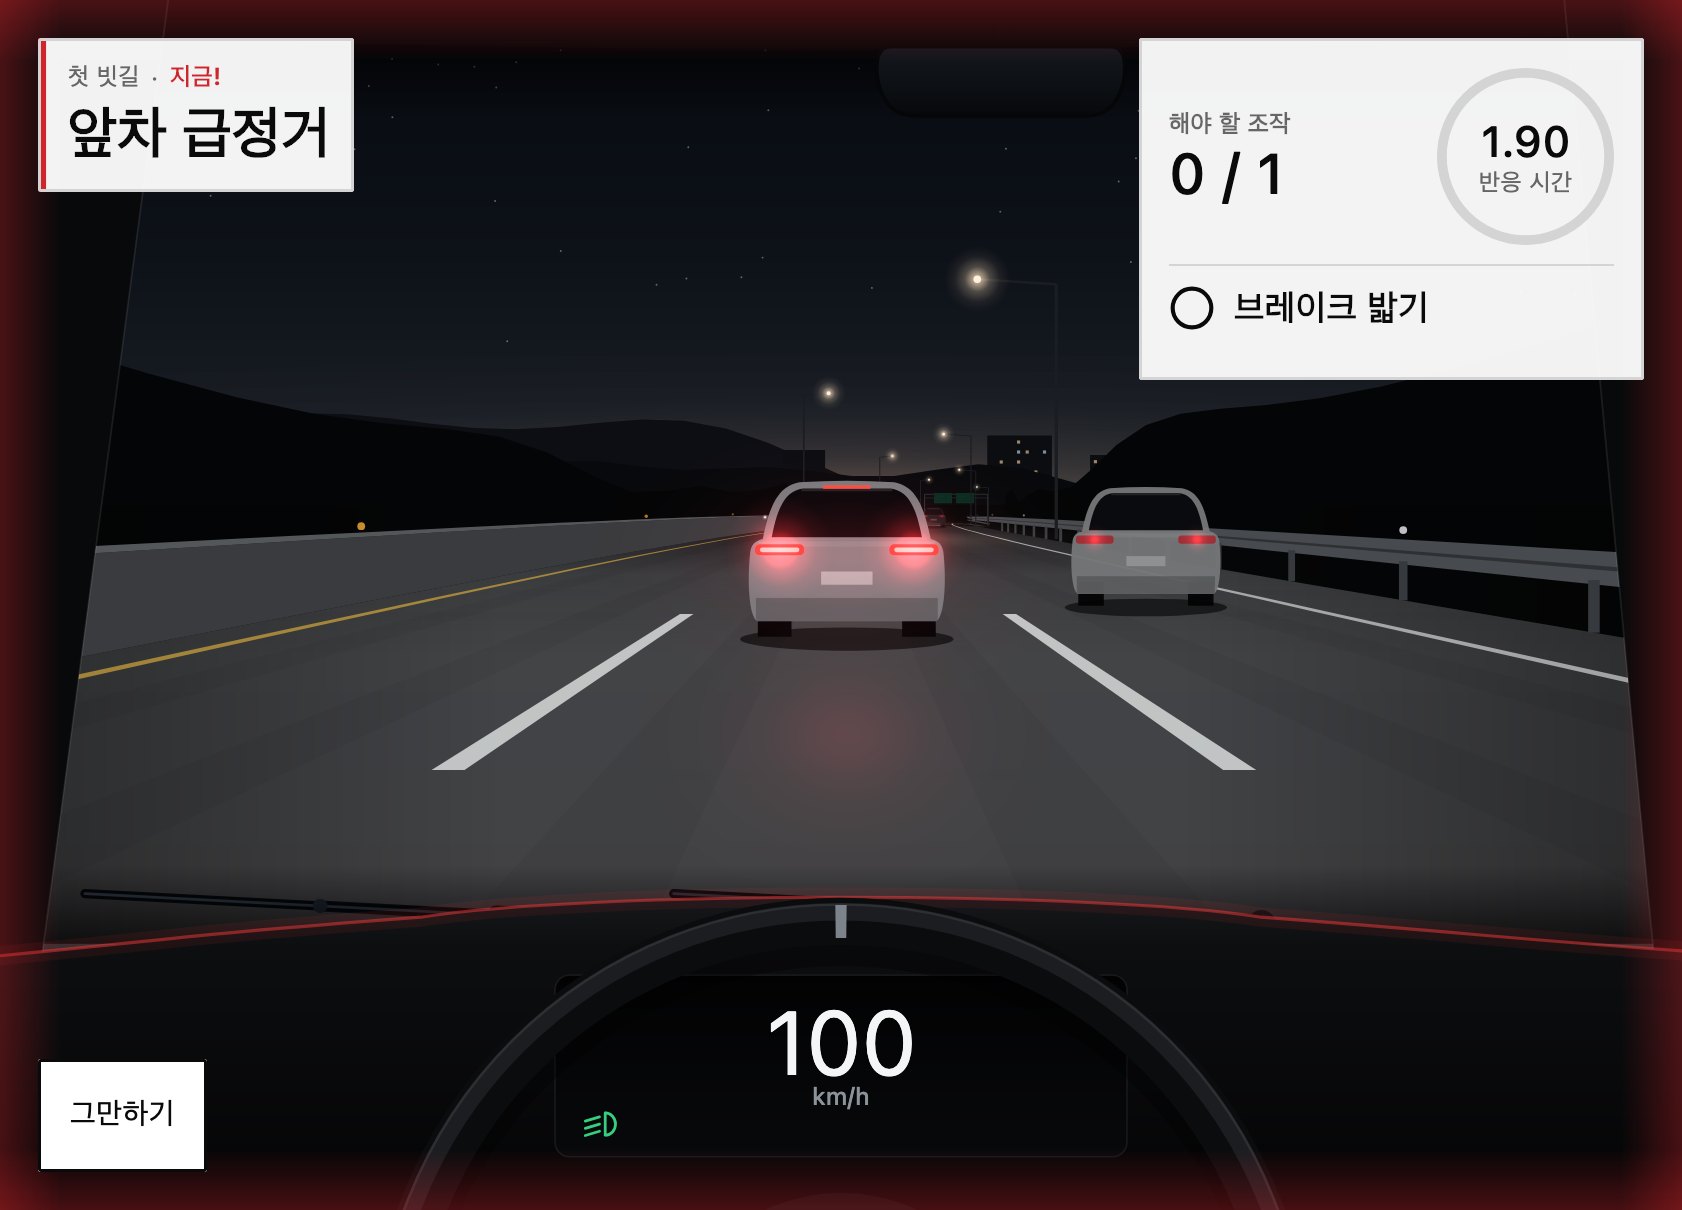 첫 빗길 · 지금!
앞차 급정거
해야 할 조작
0 / 1
1.90
반응 시간
브레이크 밟기
100
km/h
그만하기